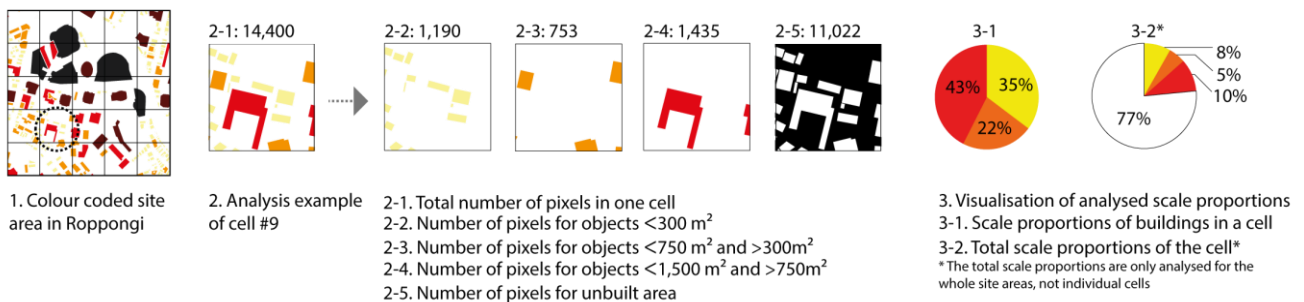 2-1: 14,400
2-2: 1,190
2-3: 753
2-4: 1,435
2-5: 11,022
3-1
3-2*
43%
35%
22%
8%
5%
10%
77%
1. Colour coded site
area in Roppongi
2. Analysis example
of cell #9
2-1. Total number of pixels in one cell
2-2. Number of pixels for objects <300 m²
2-3. Number of pixels for objects <750 m² and >300m²
2-4. Number of pixels for objects <1,500 m² and >750m²
2-5. Number of pixels for unbuilt area
3. Visualisation of analysed scale proportions
3-1. Scale proportions of buildings in a cell
3-2. Total scale proportions of the cell*
* The total scale proportions are only analysed for the
whole site areas, not individual cells